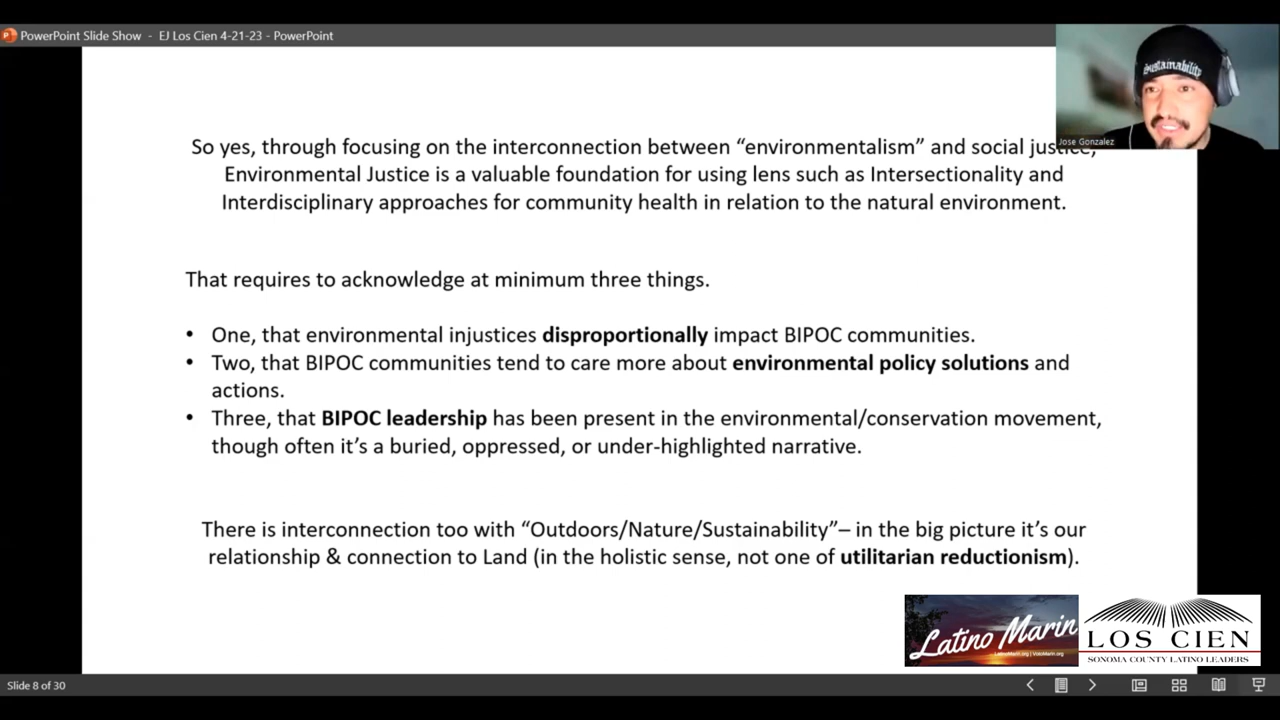 PowerPoint Slide Show - EJ Los Cien 4-21-23 - PowerPoint
sustainability
Jose Gonzalez
So yes, through focusing on the interconnection between “environmentalism” and social justice,
Environmental Justice is a valuable foundation for using lens such as Intersectionality and
Interdisciplinary approaches for community health in relation to the natural environment.
That requires to acknowledge at minimum three things.
• One, that environmental injustices disproportionally impact BIPOC communities.
• Two, that BIPOC communities tend to care more about environmental policy solutions and
actions.
• Three, that BIPOC leadership has been present in the environmental/conservation movement,
though often it’s a buried, oppressed, or under-highlighted narrative.
There is interconnection too with “Outdoors/Nature/Sustainability”– in the big picture it’s our
relationship & connection to Land (in the holistic sense, not one of utilitarian reductionism).
Latino Marin
LatinoMarin.org | VotoMarin.org
LOS CIEN
SONOMA COUNTY LATINO LEADERS
Slide 8 of 30